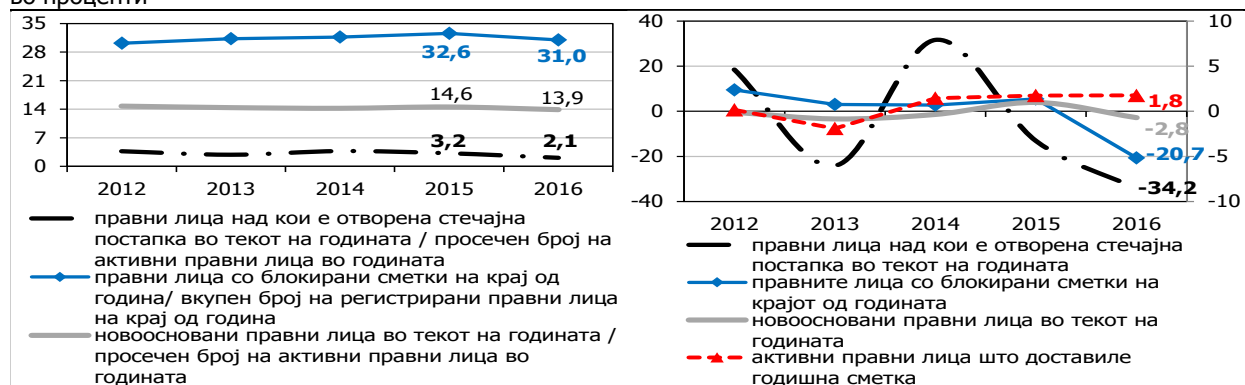 во проценти
35
28
21
14
7
0
32,6
31,0
14,6
13,9
3,2
2,1
2012 2013 2014 2015 2016
правни лица над кои е отворена стечајна
постапка во текот на годината / просечен број на
активни правни лица во годината
правни лица со блокирани сметки на крај од
година/ вкупен број на регистрирани правни лица
на крај од година
новоосновани правни лица во текот на годината /
просечен број на активни правни лица во
годината
40
20
0
-20
-40
10
5
0
-5
-10
1,8
-2,8
-20,7
-34,2
2012 2013 2014 2015 2016
правни лица над кои е отворена стечајна
постапка во текот на годината
правните лица со блокирани сметки на
крајот од годината
новоосновани правни лица во текот на
годината
активни правни лица што доставиле
годишна сметка